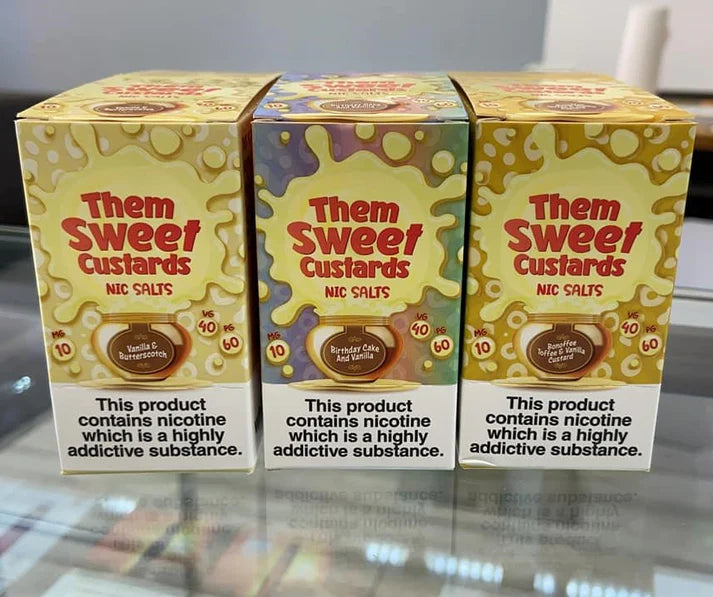 Them
Sweet
Custards
NIC SALTS
MG
10
VG
40
PG
60
Vanilla &
Butterscotch
This product
contains nicotine
which is a highly
addictive substance.
Them
Sweet
Custards
NIC SALTS
MG
10
VG
40
PG
60
Birthday Cake
And Vanilla
This product
contains nicotine
which is a highly
addictive substance.
Them
Sweet
Custards
NIC SALTS
MG
10
VG
40
PG
60
Bonoffee
Toffee & Vanilla
Custard
This product
contains nicotine
which is a highly
addictive substance.